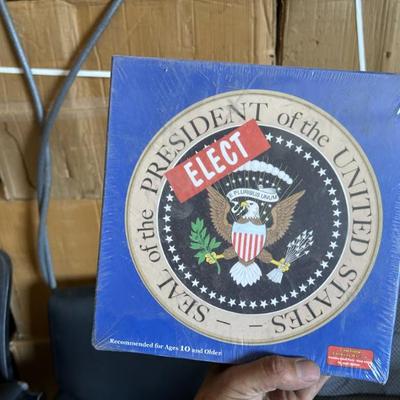 SEAL of the PRESIDENT of the UNITED STATES
ELECT
E PLURIBUS UNUM
Recommended for Ages 10 and Older